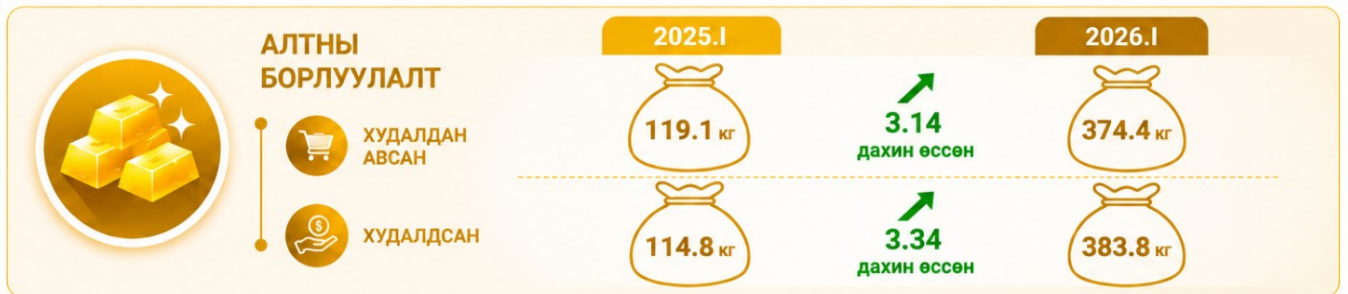 АЛТНЫ
БОРЛУУЛАЛТ
2025.I
2026.I
ХУДАЛДАН
АВСАН
119.1 кг
3.14
дахин өссөн
374.4 кг
ХУДАЛДСАН
$
114.8 кг
3.34
дахин өссөн
383.8 кг